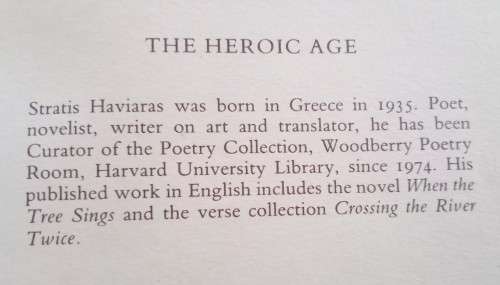 THE HEROIC AGE
Stratis Haviaras was born in Greece in 1935. Poet,
novelist, writer on art and translator, he has been
Curator of the Poetry Collection, Woodberry Poetry
Room, Harvard University Library, since 1974. His
published work in English includes the novel When the
Tree Sings and the verse collection Crossing the River
Twice.